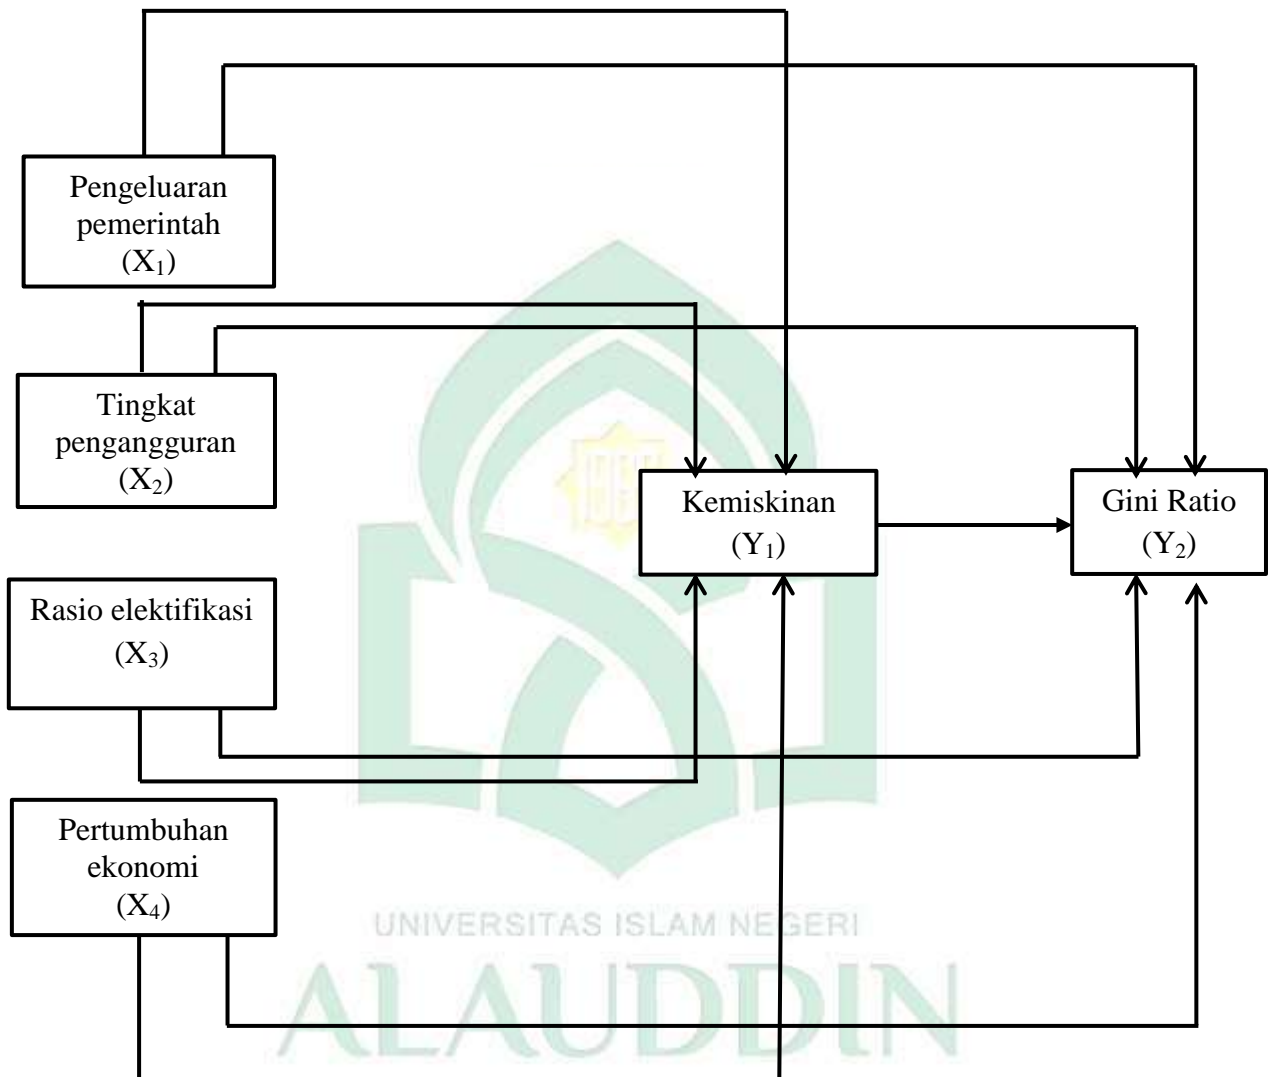 Pengeluaran
pemerintah
(X₁)
Tingkat
pengangguran
(X₂)
Kemiskinan
(Y₁)
Gini Ratio
(Y₂)
Rasio elektifikasi
(X₃)
Pertumbuhan
ekonomi
(X₄)
UNIVERSITAS ISLAM NEGERI
ALAUDDIN